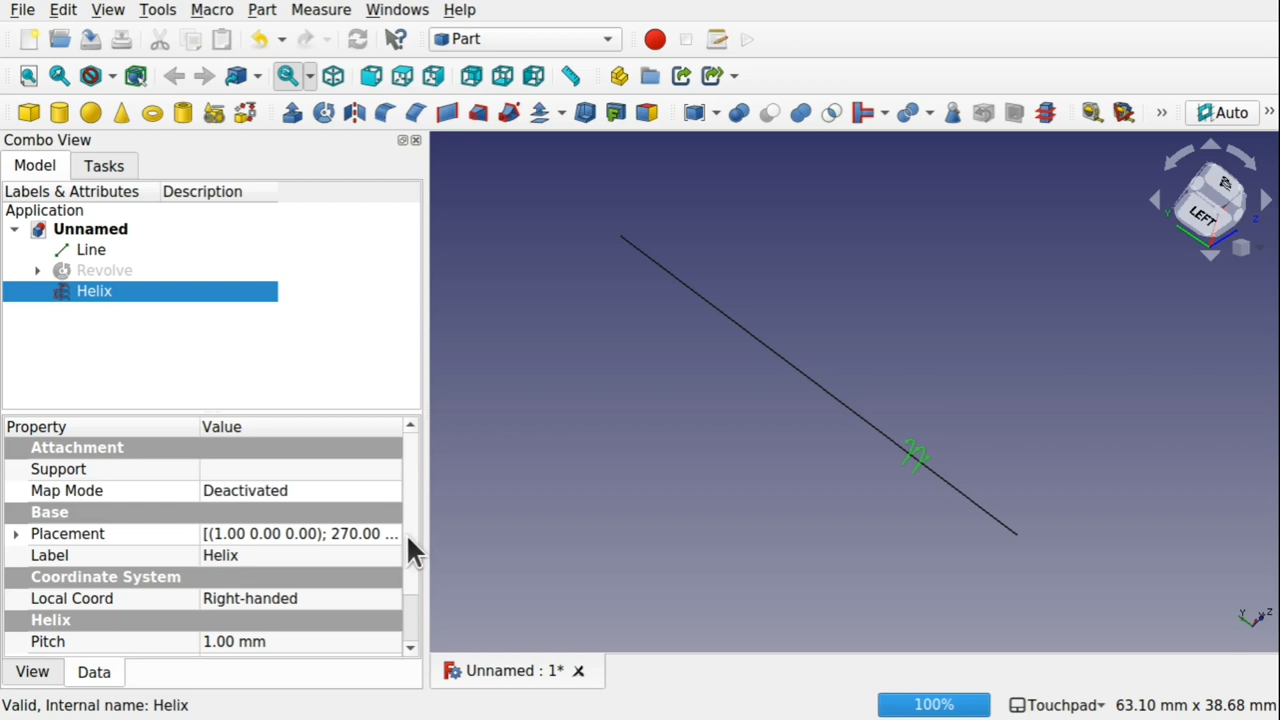 File Edit View Tools Macro Part Measure Windows Help
Part
Auto
Combo View
Model Tasks
Labels & Attributes Description
Application
Unnamed
Line
Revolve
Helix
LEFT
Y Z
Property Value
Attachment
Support
Map Mode Deactivated
Base
Placement [(1.00 0.00 0.00); 270.00 ...
Label Helix
Coordinate System
Local Coord Right-handed
Helix
Pitch 1.00 mm
Y Z
View Data
Unnamed : 1*
Valid, Internal name: Helix
100%
Touchpad
63.10 mm x 38.68 mm